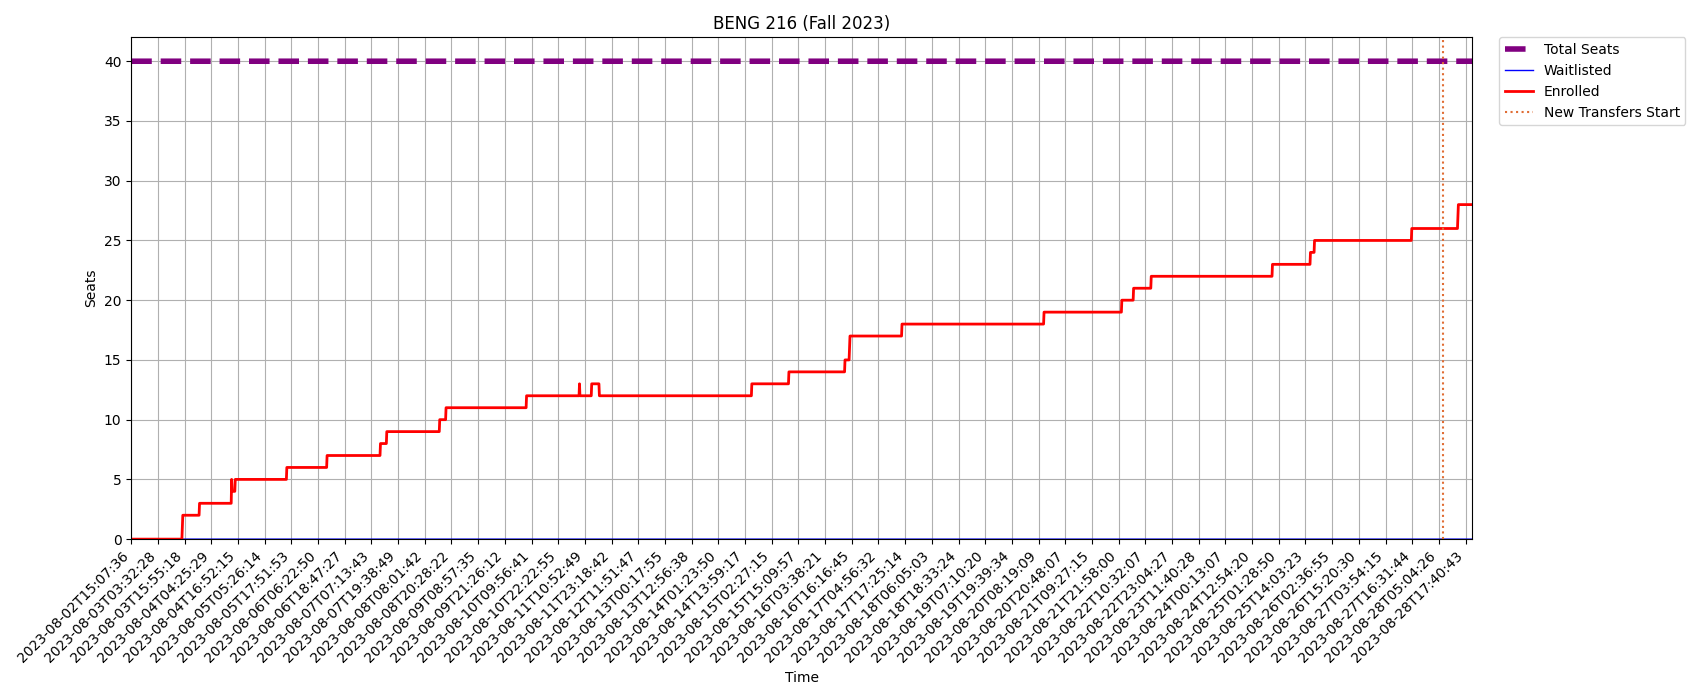 BENG 216 (Fall 2023)
Total Seats
Waitlisted
Enrolled
New Transfers Start
Seats
40
35
30
25
20
15
10
5
0
2023-08-02T15:07:36
2023-08-03T03:32:28
2023-08-03T15:55:18
2023-08-04T04:25:29
2023-08-04T16:52:15
2023-08-05T05:26:14
2023-08-05T17:51:53
2023-08-06T06:22:50
2023-08-06T18:47:27
2023-08-07T07:13:43
2023-08-07T19:38:49
2023-08-08T08:01:42
2023-08-08T20:28:22
2023-08-09T08:57:35
2023-08-09T21:26:12
2023-08-10T09:56:41
2023-08-10T22:22:55
2023-08-11T10:52:49
2023-08-11T23:18:42
2023-08-12T11:51:47
2023-08-13T00:17:55
2023-08-13T12:56:38
2023-08-14T01:23:50
2023-08-14T13:59:17
2023-08-15T02:27:15
2023-08-15T15:09:57
2023-08-16T03:38:21
2023-08-16T16:16:45
2023-08-17T04:56:32
2023-08-17T17:25:14
2023-08-18T06:05:03
2023-08-18T18:33:24
2023-08-19T07:10:20
2023-08-19T19:39:34
2023-08-20T08:19:09
2023-08-20T20:48:07
2023-08-21T09:27:15
2023-08-21T21:58:00
2023-08-22T10:32:07
2023-08-22T23:04:27
2023-08-23T11:40:28
2023-08-24T00:13:07
2023-08-24T12:54:20
2023-08-25T01:28:50
2023-08-25T14:03:23
2023-08-26T02:36:55
2023-08-26T15:20:30
2023-08-27T03:54:15
2023-08-27T16:31:44
2023-08-28T05:04:26
2023-08-28T17:40:43
Time